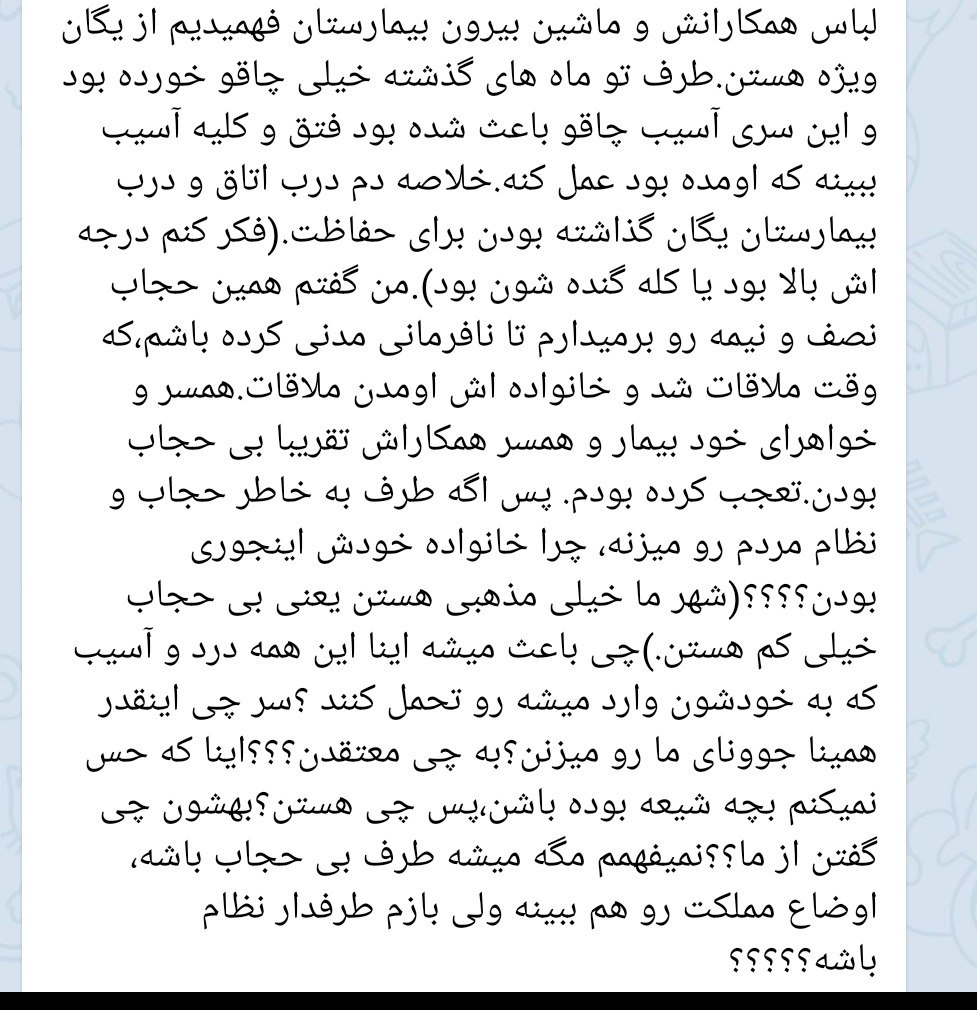 لباس همکارانش و ماشین بیرون بیمارستان فهمیدیم از یگان
ویژه هستن.طرف تو ماه های گذشته خیلی چاقو خورده بود
و این سری آسیب چاقو باعث شده بود فتق و کلیه آسیب
ببینه که اومده بود عمل کنه.خلاصه دم درب اتاق و درب
بیمارستان یگان گذاشته بودن برای حفاظت.(فکر کنم درجه
اش بالا بود یا کله گنده شون بود).من گفتم همین حجاب
نصف و نیمه رو برمیدارم تا نافرمانی مدنی کرده باشم،که
وقت ملاقات شد و خانواده اش اومدن ملاقات.همسر و
خواهرای خود بیمار و همسر همکاراش تقریبا بی حجاب
بودن.تعجب کرده بودم. پس اگه طرف به خاطر حجاب و
نظام مردم رو میزنه، چرا خانواده خودش اینجوری
بودن؟؟؟؟(شهر ما خیلی مذهبی هستن یعنی بی حجاب
خیلی کم هستن.)چی باعث میشه اینا این همه درد و آسیب
که به خودشون وارد میشه رو تحمل کنند ؟سر چی اینقدر
همینا جوونای ما رو میزنن؟به چی معتقدن؟؟؟اینا که حس
نمیکنم بچه شیعه بوده باشن،پس چی هستن؟بهشون چی
گفتن از ما؟؟نمیفهمم مگه میشه طرف بی حجاب باشه،
اوضاع مملکت رو هم ببینه ولی بازم طرفدار نظام
باشه؟؟؟؟؟